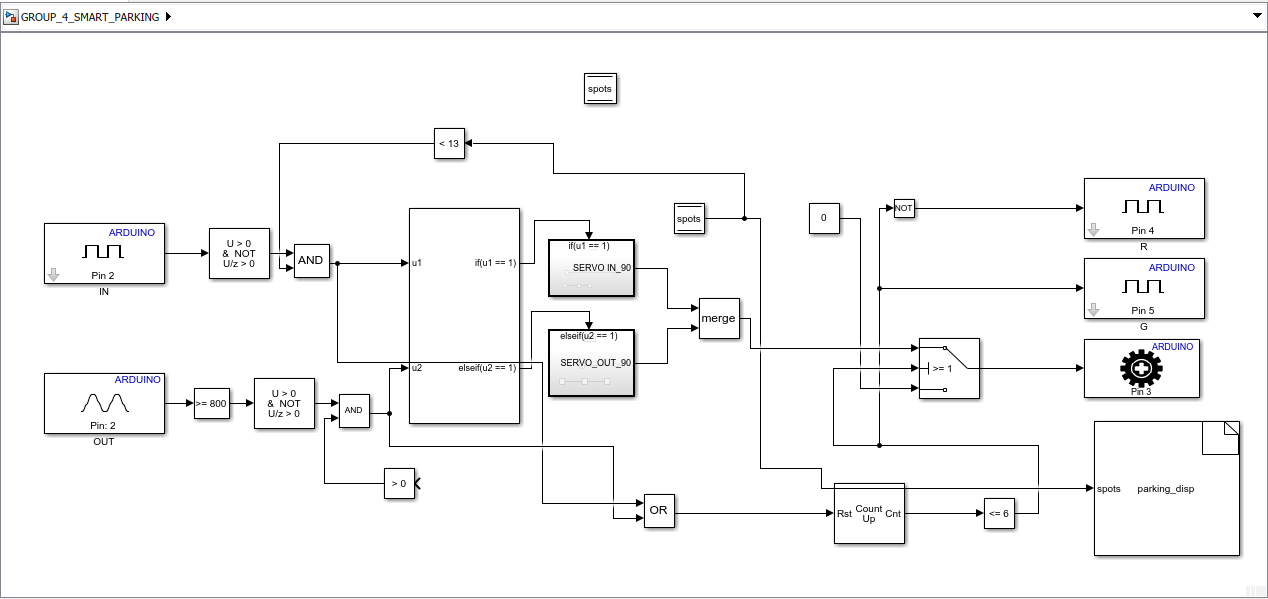 GROUP_4_SMART_PARKING
spots
< 13
ARDUINO
Pin 2
IN
U > 0
& NOT
U/z > 0
AND
u1
if(u1 == 1)
u2
elseif(u2 == 1)
if(u1 == 1)
SERVO IN_90
elseif(u2 == 1)
SERVO_OUT_90
merge
spots
0
NOT
ARDUINO
Pin 4
R
ARDUINO
Pin 5
G
>= 1
ARDUINO
Pin 3
ARDUINO
Pin: 2
OUT
>= 800
U > 0
& NOT
U/z > 0
AND
> 0
OR
Rst
Count
Up
Cnt
<= 6
spots
parking_disp